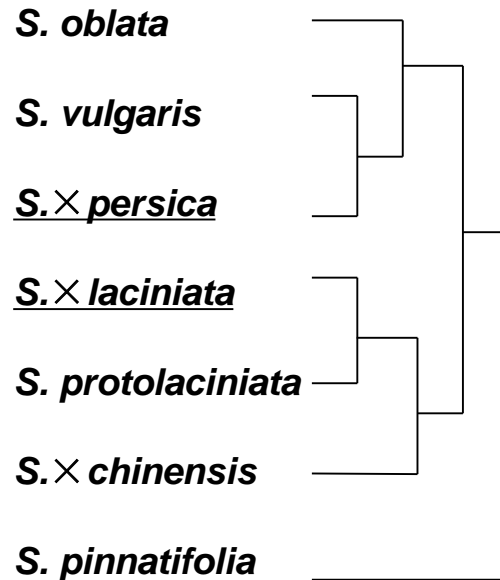 S. oblata
S. vulgaris
S.× persica
S.× laciniata
S. protolaciniata
S.× chinensis
S. pinnatifolia